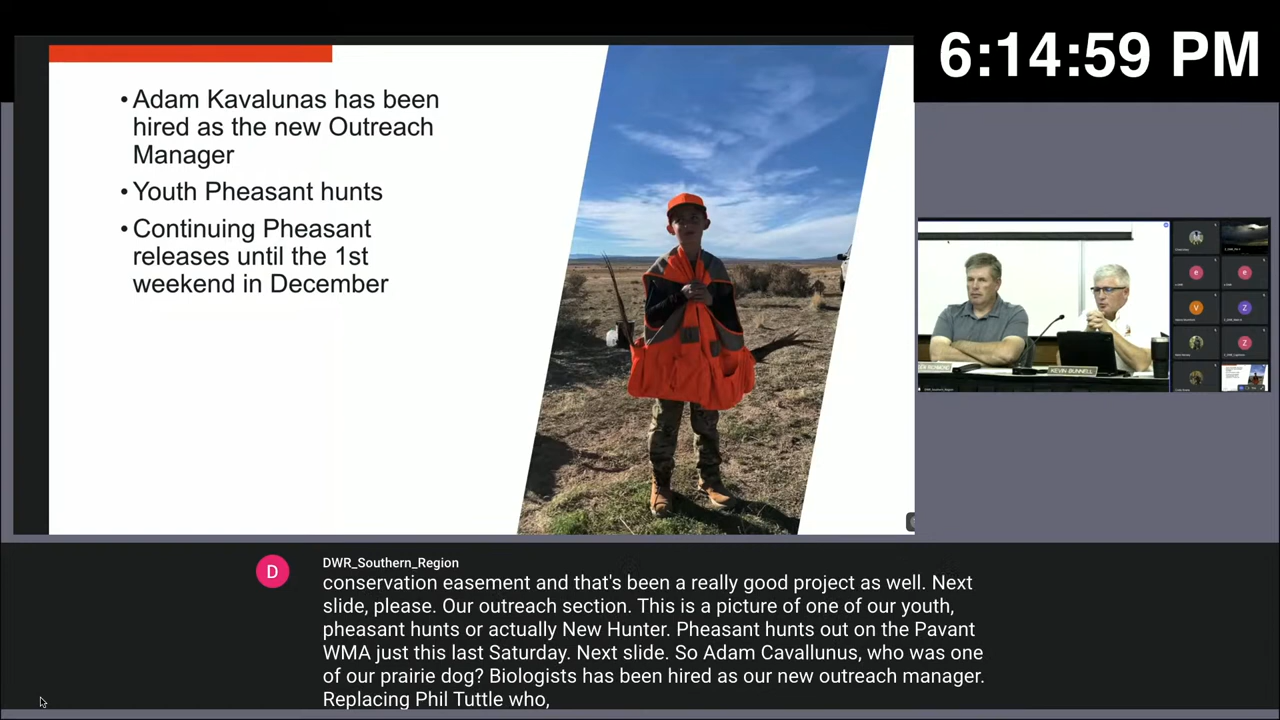 6:14:59 PM
• Adam Kavalunas has been
hired as the new Outreach
Manager
• Youth Pheasant hunts
• Continuing Pheasant
releases until the 1st
weekend in December
KEVIN BUNNELL
DWR_Southern_Region
e
e
V
Z
Z
D
DWR_Southern_Region
conservation easement and that's been a really good project as well. Next
slide, please. Our outreach section. This is a picture of one of our youth,
pheasant hunts or actually New Hunter. Pheasant hunts out on the Pavant
WMA just this last Saturday. Next slide. So Adam Cavallunus, who was one
of our prairie dog? Biologists has been hired as our new outreach manager.
Replacing Phil Tuttle who,